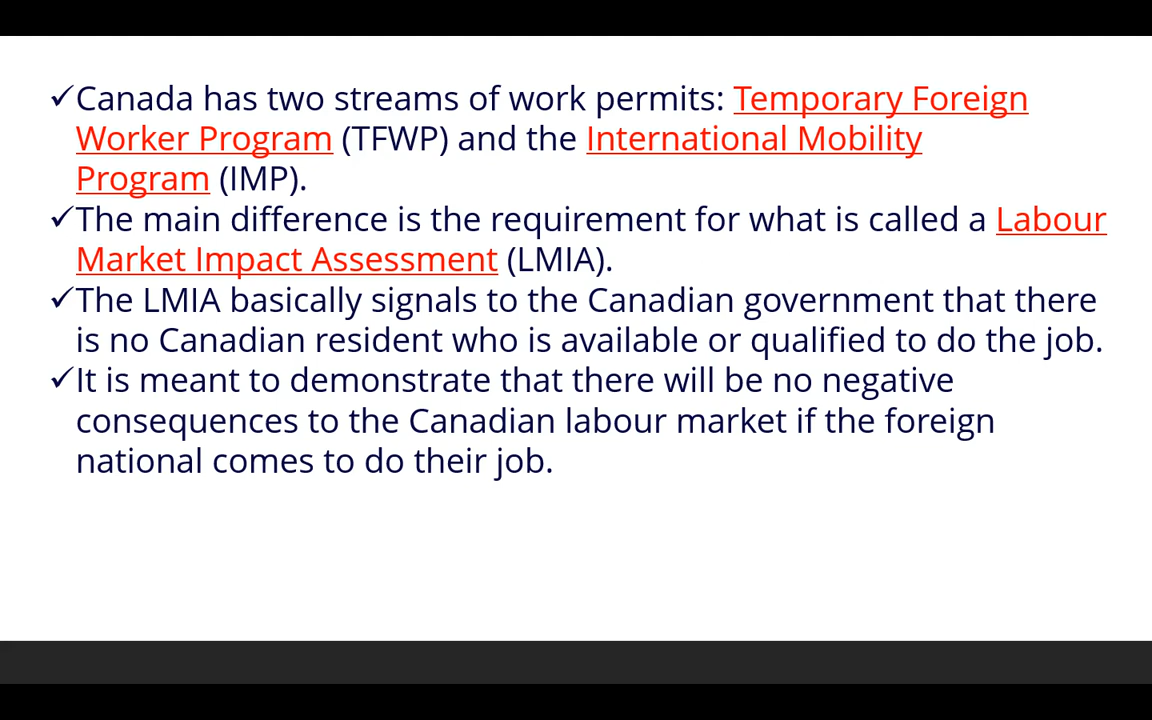 ✓Canada has two streams of work permits: Temporary Foreign
Worker Program (TFWP) and the International Mobility
Program (IMP).
✓The main difference is the requirement for what is called a Labour
Market Impact Assessment (LMIA).
✓The LMIA basically signals to the Canadian government that there
is no Canadian resident who is available or qualified to do the job.
✓It is meant to demonstrate that there will be no negative
consequences to the Canadian labour market if the foreign
national comes to do their job.